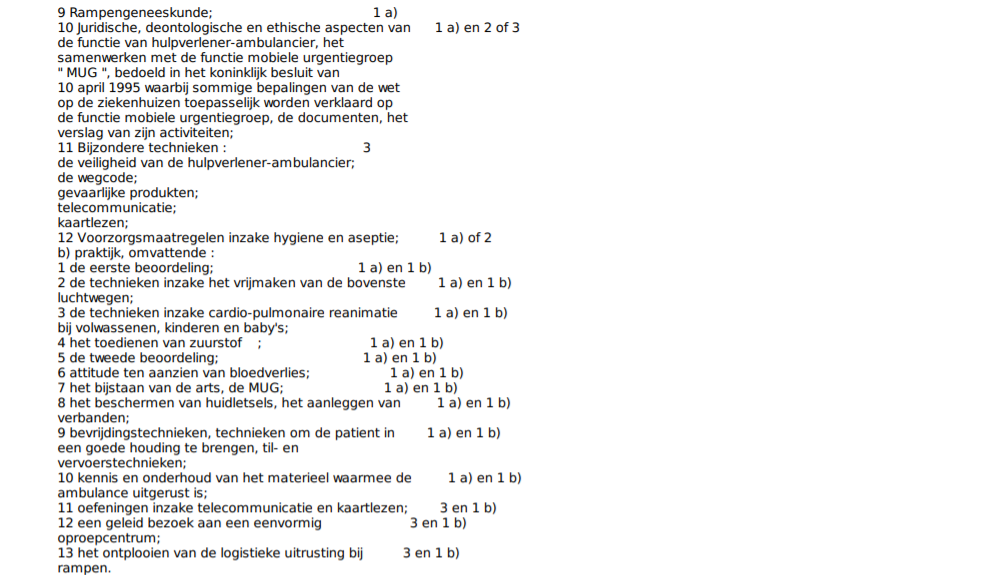 9 Rampengeneeskunde; 1 a)
10 Juridische, deontologische en ethische aspecten van 1 a) en 2 of 3
de functie van hulpverlener-ambulancier, het
samenwerken met de functie mobiele urgentiegroep
" MUG ", bedoeld in het koninklijk besluit van
10 april 1995 waarbij sommige bepalingen van de wet
op de ziekenhuizen toepasselijk worden verklaard op
de functie mobiele urgentiegroep, de documenten, het
verslag van zijn activiteiten;
11 Bijzondere technieken : 3
de veiligheid van de hulpverlener-ambulancier;
de wegcode;
gevaarlijke produkten;
telecommunicatie;
kaartlezen;
12 Voorzorgsmaatregelen inzake hygiene en aseptie; 1 a) of 2
b) praktijk, omvattende :
1 de eerste beoordeling; 1 a) en 1 b)
2 de technieken inzake het vrijmaken van de bovenste 1 a) en 1 b)
luchtwegen;
3 de technieken inzake cardio-pulmonaire reanimatie 1 a) en 1 b)
bij volwassenen, kinderen en baby's;
4 het toedienen van zuurstof ; 1 a) en 1 b)
5 de tweede beoordeling; 1 a) en 1 b)
6 attitude ten aanzien van bloedverlies; 1 a) en 1 b)
7 het bijstaan van de arts, de MUG; 1 a) en 1 b)
8 het beschermen van huidletsels, het aanleggen van 1 a) en 1 b)
verbanden;
9 bevrijdingstechnieken, technieken om de patient in 1 a) en 1 b)
een goede houding te brengen, til- en
vervoerstechnieken;
10 kennis en onderhoud van het materieel waarmee de 1 a) en 1 b)
ambulance uitgerust is;
11 oefeningen inzake telecommunicatie en kaartlezen; 3 en 1 b)
12 een geleid bezoek aan een eenvormig 3 en 1 b)
oproepcentrum;
13 het ontplooien van de logistieke uitrusting bij 3 en 1 b)
rampen.